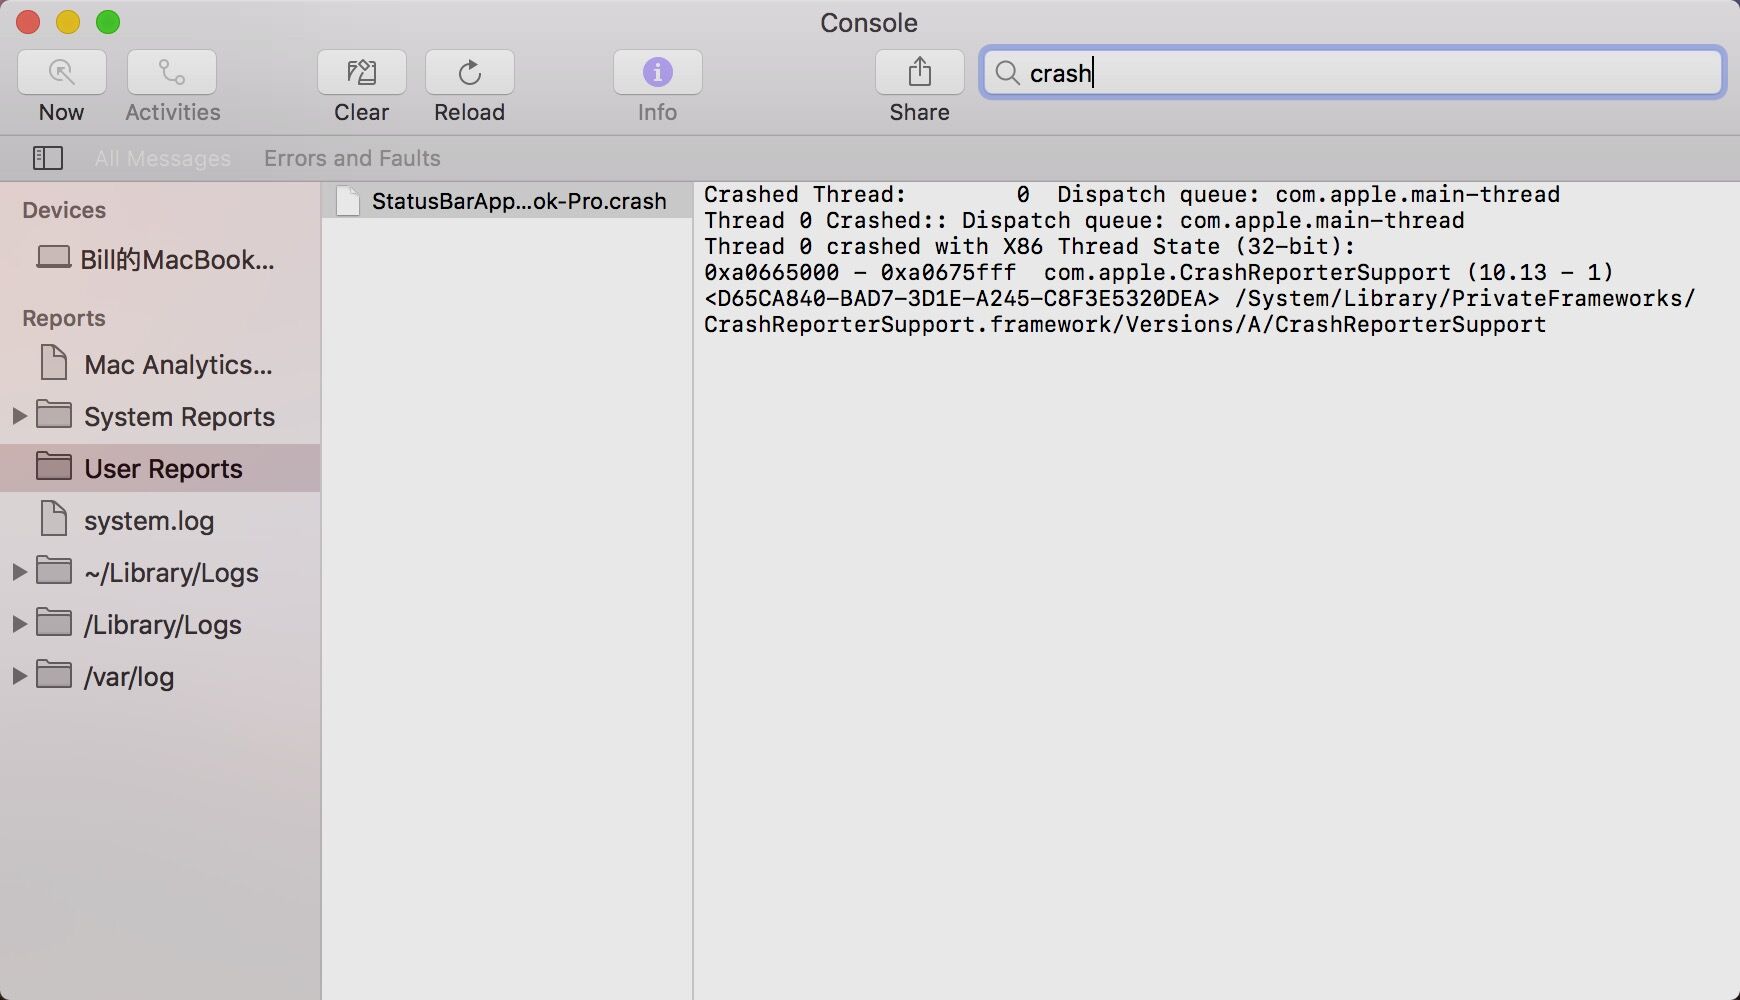 Console
Now
Activities
Clear
Reload
Info
Share
crash
All Messages
Errors and Faults
Devices
Bill的MacBook...
Reports
Mac Analytics...
System Reports
User Reports
system.log
~/Library/Logs
/Library/Logs
/var/log
StatusBarApp...ok-Pro.crash
Crashed Thread:        0  Dispatch queue: com.apple.main-thread
Thread 0 Crashed:: Dispatch queue: com.apple.main-thread
Thread 0 crashed with X86 Thread State (32-bit):
0xa0665000 - 0xa0675fff  com.apple.CrashReporterSupport (10.13 - 1)
<D65CA840-BAD7-3D1E-A245-C8F3E5320DEA> /System/Library/PrivateFrameworks/
CrashReporterSupport.framework/Versions/A/CrashReporterSupport